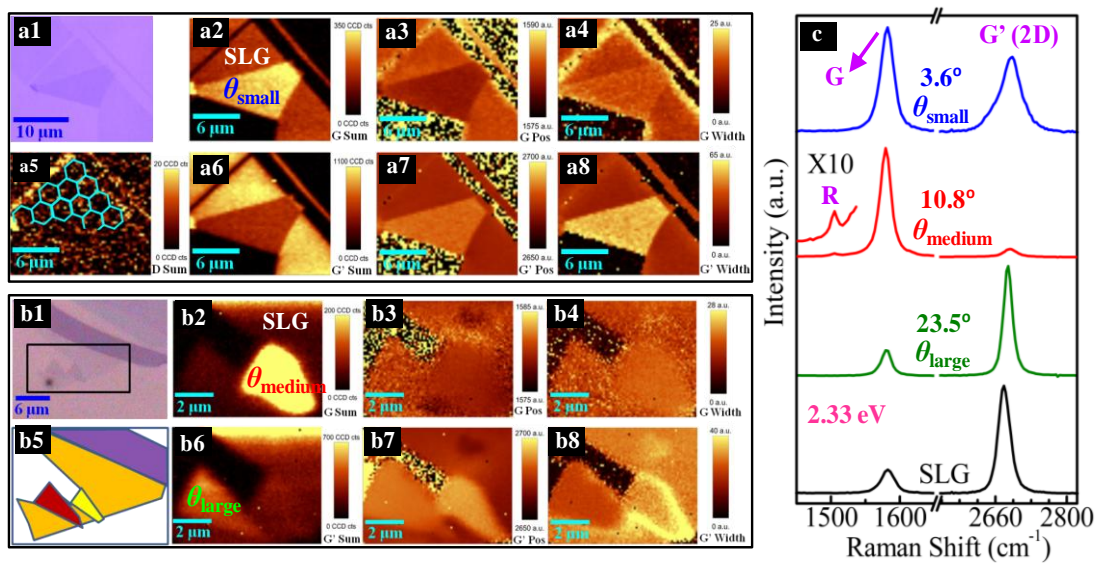 a1
10 μm
a2
SLG
θsmall
6 μm
350 CCD cts
0 CCD cts
G Sum
a3
6 μm
1590 a.u.
1575 a.u.
G Pos
a4
6 μm
25 a.u.
0 a.u.
G Width
a5
6 μm
20 CCD cts
0 CCD cts
D Sum
a6
6 μm
1100 CCD cts
0 CCD cts
G' Sum
a7
6 μm
2700 a.u.
2650 a.u.
G' Pos
a8
6 μm
65 a.u.
0 a.u.
G' Width
b1
6 μm
b2
SLG
θmedium
2 μm
200 CCD cts
0 CCD cts
G Sum
b3
2 μm
1585 a.u.
1575 a.u.
G Pos
b4
2 μm
28 a.u.
0 a.u.
G Width
b5
b6
θlarge
2 μm
700 CCD cts
0 CCD cts
G' Sum
b7
2 μm
2700 a.u.
2650 a.u.
G' Pos
b8
2 μm
40 a.u.
0 a.u.
G' Width
c
G
G' (2D)
3.6°
θsmall
X10
R
10.8°
θmedium
23.5°
θlarge
2.33 eV
SLG
Intensity (a.u.)
1500 1600 2660 2800
Raman Shift (cm⁻¹)